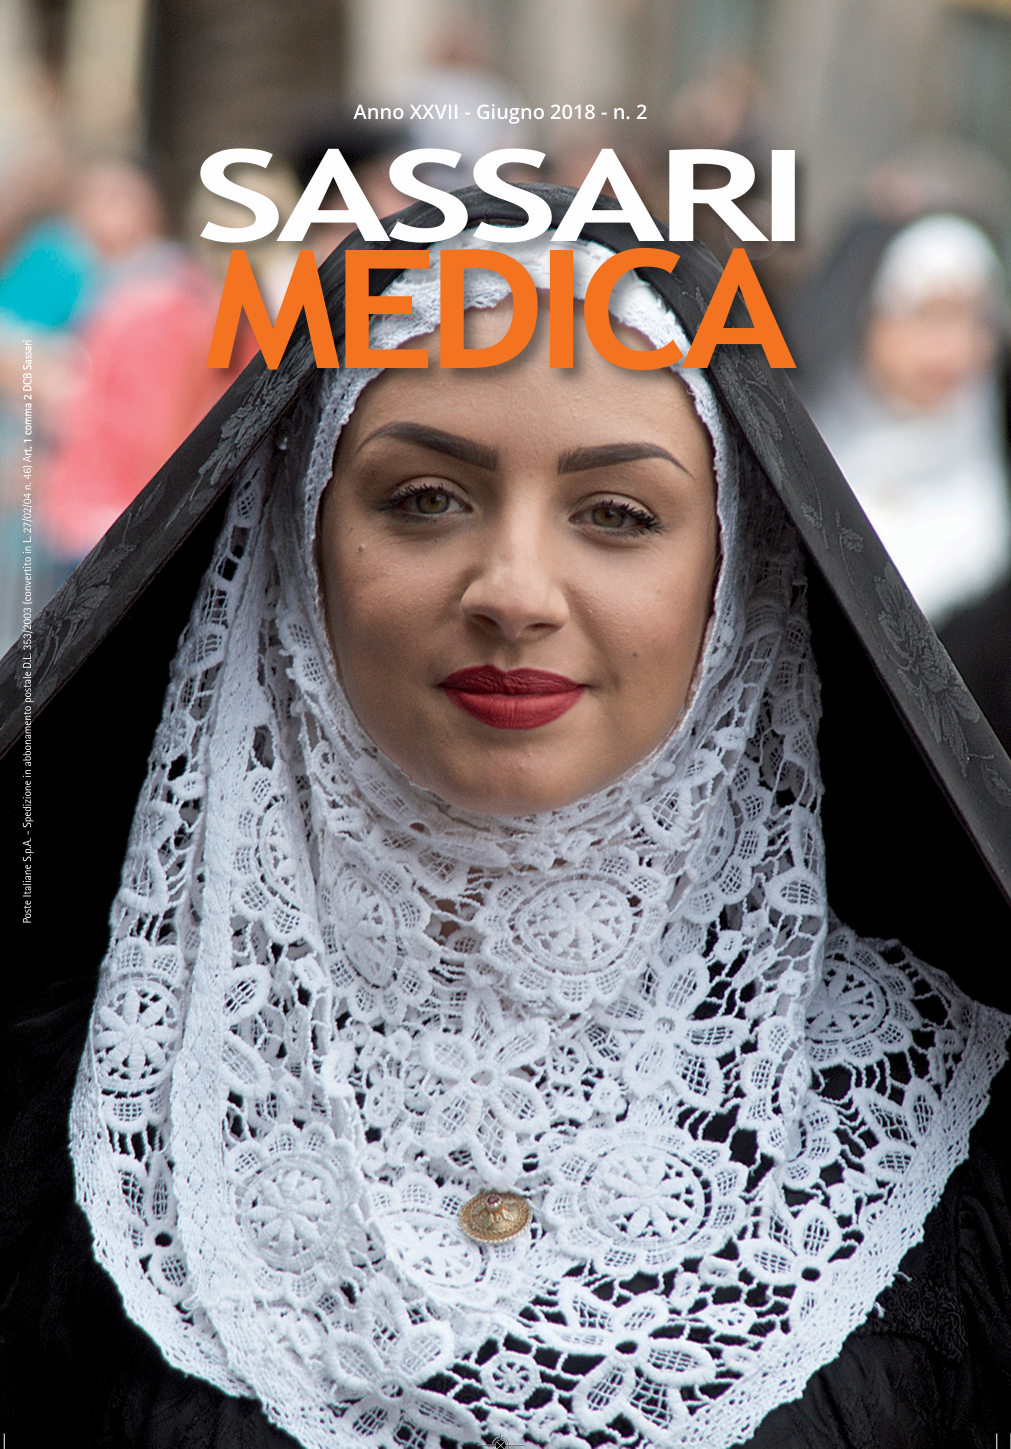 Anno XXVII - Giugno 2018 - n. 2
SASSARI
MEDICA
Poste Italiane S.p.A. - Spedizione in abbonamento postale D.L. 353/2003 (convertito in L. 27/02/04 n. 46) Art. 1 comma 2 DCB Sassari